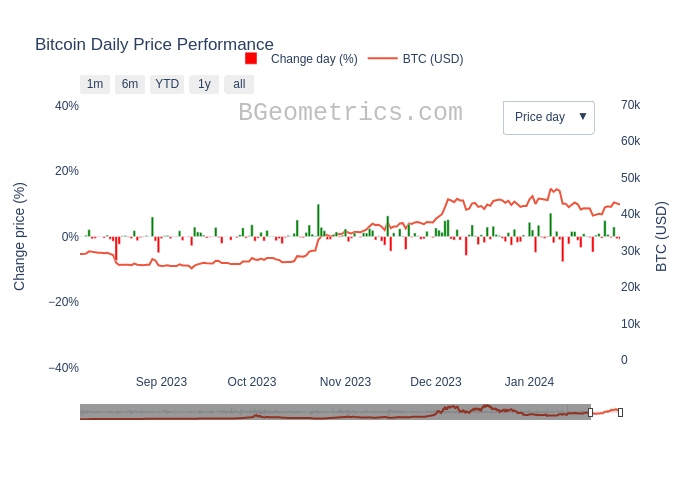 Bitcoin Daily Price Performance
Change day (%)
BTC (USD)
1m
6m
YTD
1y
all
BGeometrics.com
Price day ▼
Change price (%)
40%
20%
0%
−20%
−40%
70k
60k
50k
40k
30k
20k
10k
0
BTC (USD)
Sep 2023
Oct 2023
Nov 2023
Dec 2023
Jan 2024